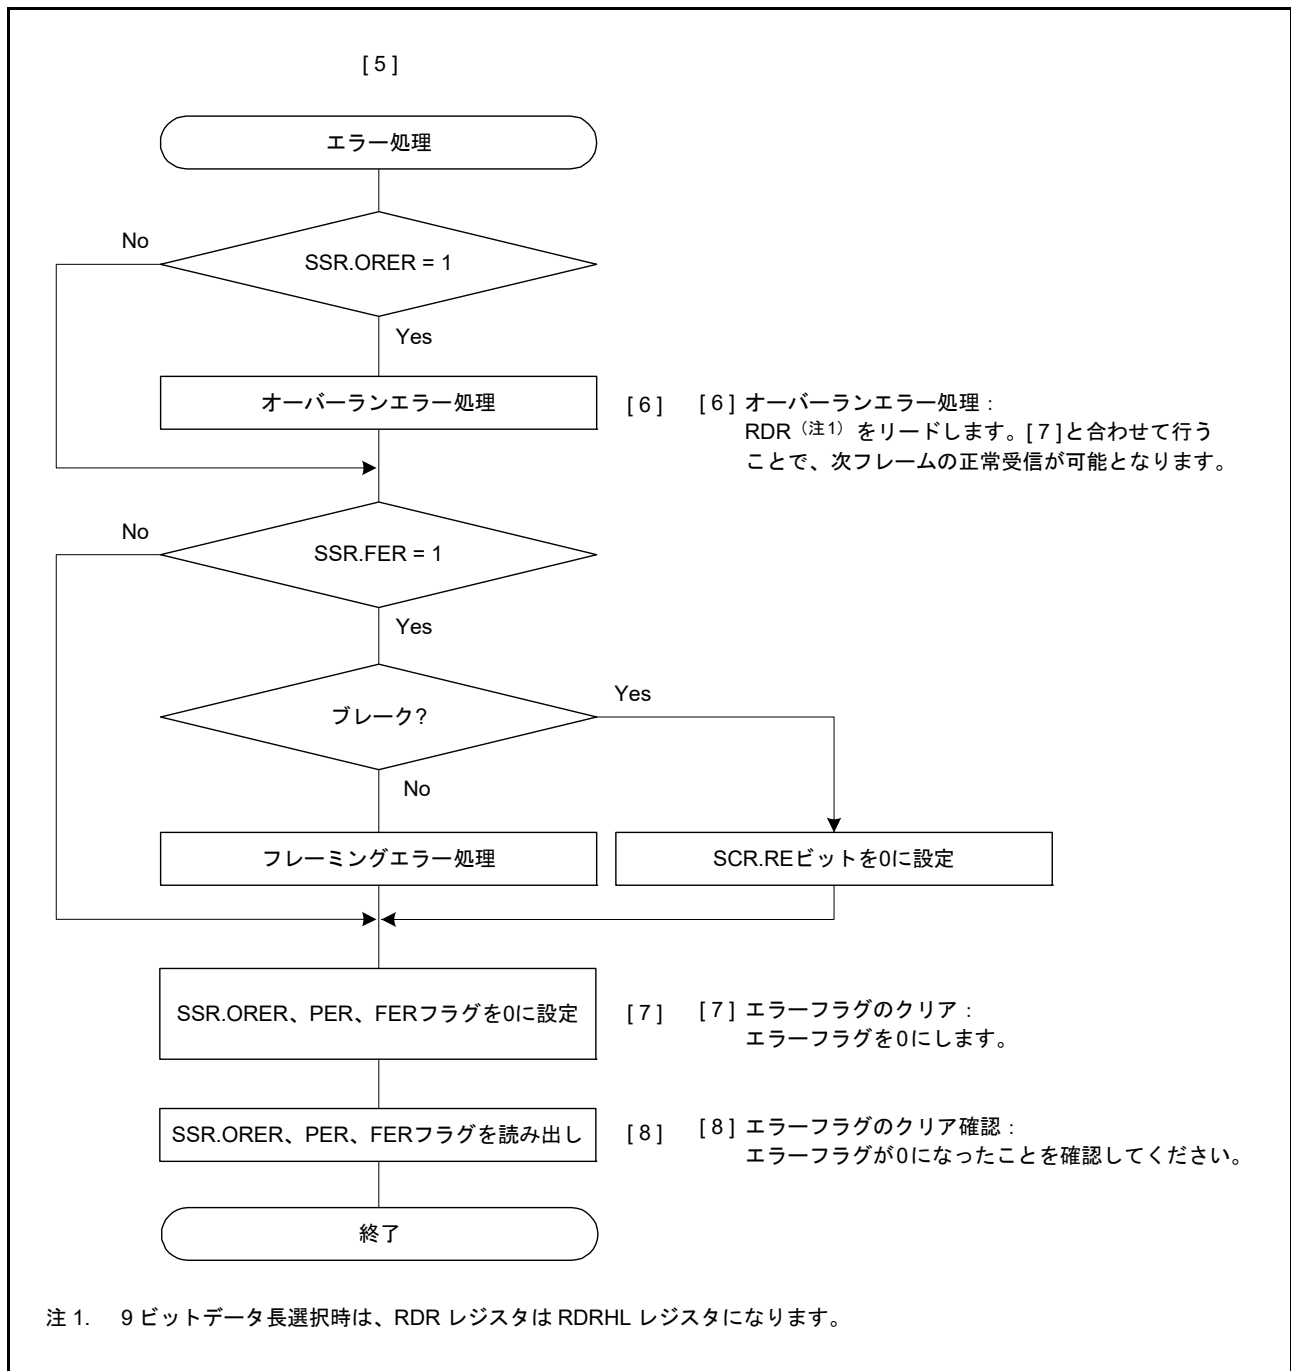 [ 5 ]
エラー処理
No
SSR.ORER = 1
Yes
オーバーランエラー処理
[ 6 ]
[ 6 ] オーバーランエラー処理：
RDR（注1）をリードします。[ 7 ]と合わせて行う
ことで、次フレームの正常受信が可能となります。
No
SSR.FER = 1
Yes
ブレーク?
Yes
No
フレーミングエラー処理
SCR.REビットを0に設定
SSR.ORER、PER、FERフラグを0に設定
[ 7 ]
[ 7 ] エラーフラグのクリア：
エラーフラグを0にします。
SSR.ORER、PER、FERフラグを読み出し
[ 8 ]
[ 8 ] エラーフラグのクリア確認：
エラーフラグが0になったことを確認してください。
終了
注 1. 9 ビットデータ長選択時は、RDR レジスタは RDRHL レジスタになります。